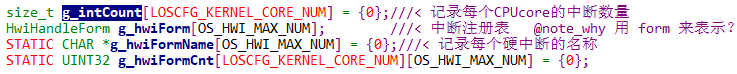 size_t g_intCount[LOSCFG_KERNEL_CORE_NUM] = {0};///< 记录每个CPUcore的中断数量
HwiHandleForm g_hwiForm[OS_HWI_MAX_NUM];        ///< 中断注册表   @note_why 用 form 来表示?
STATIC CHAR *g_hwiFormName[OS_HWI_MAX_NUM] = {0};///< 记录每个硬中断的名称
STATIC UINT32 g_hwiFormCnt[LOSCFG_KERNEL_CORE_NUM][OS_HWI_MAX_NUM] = {0};